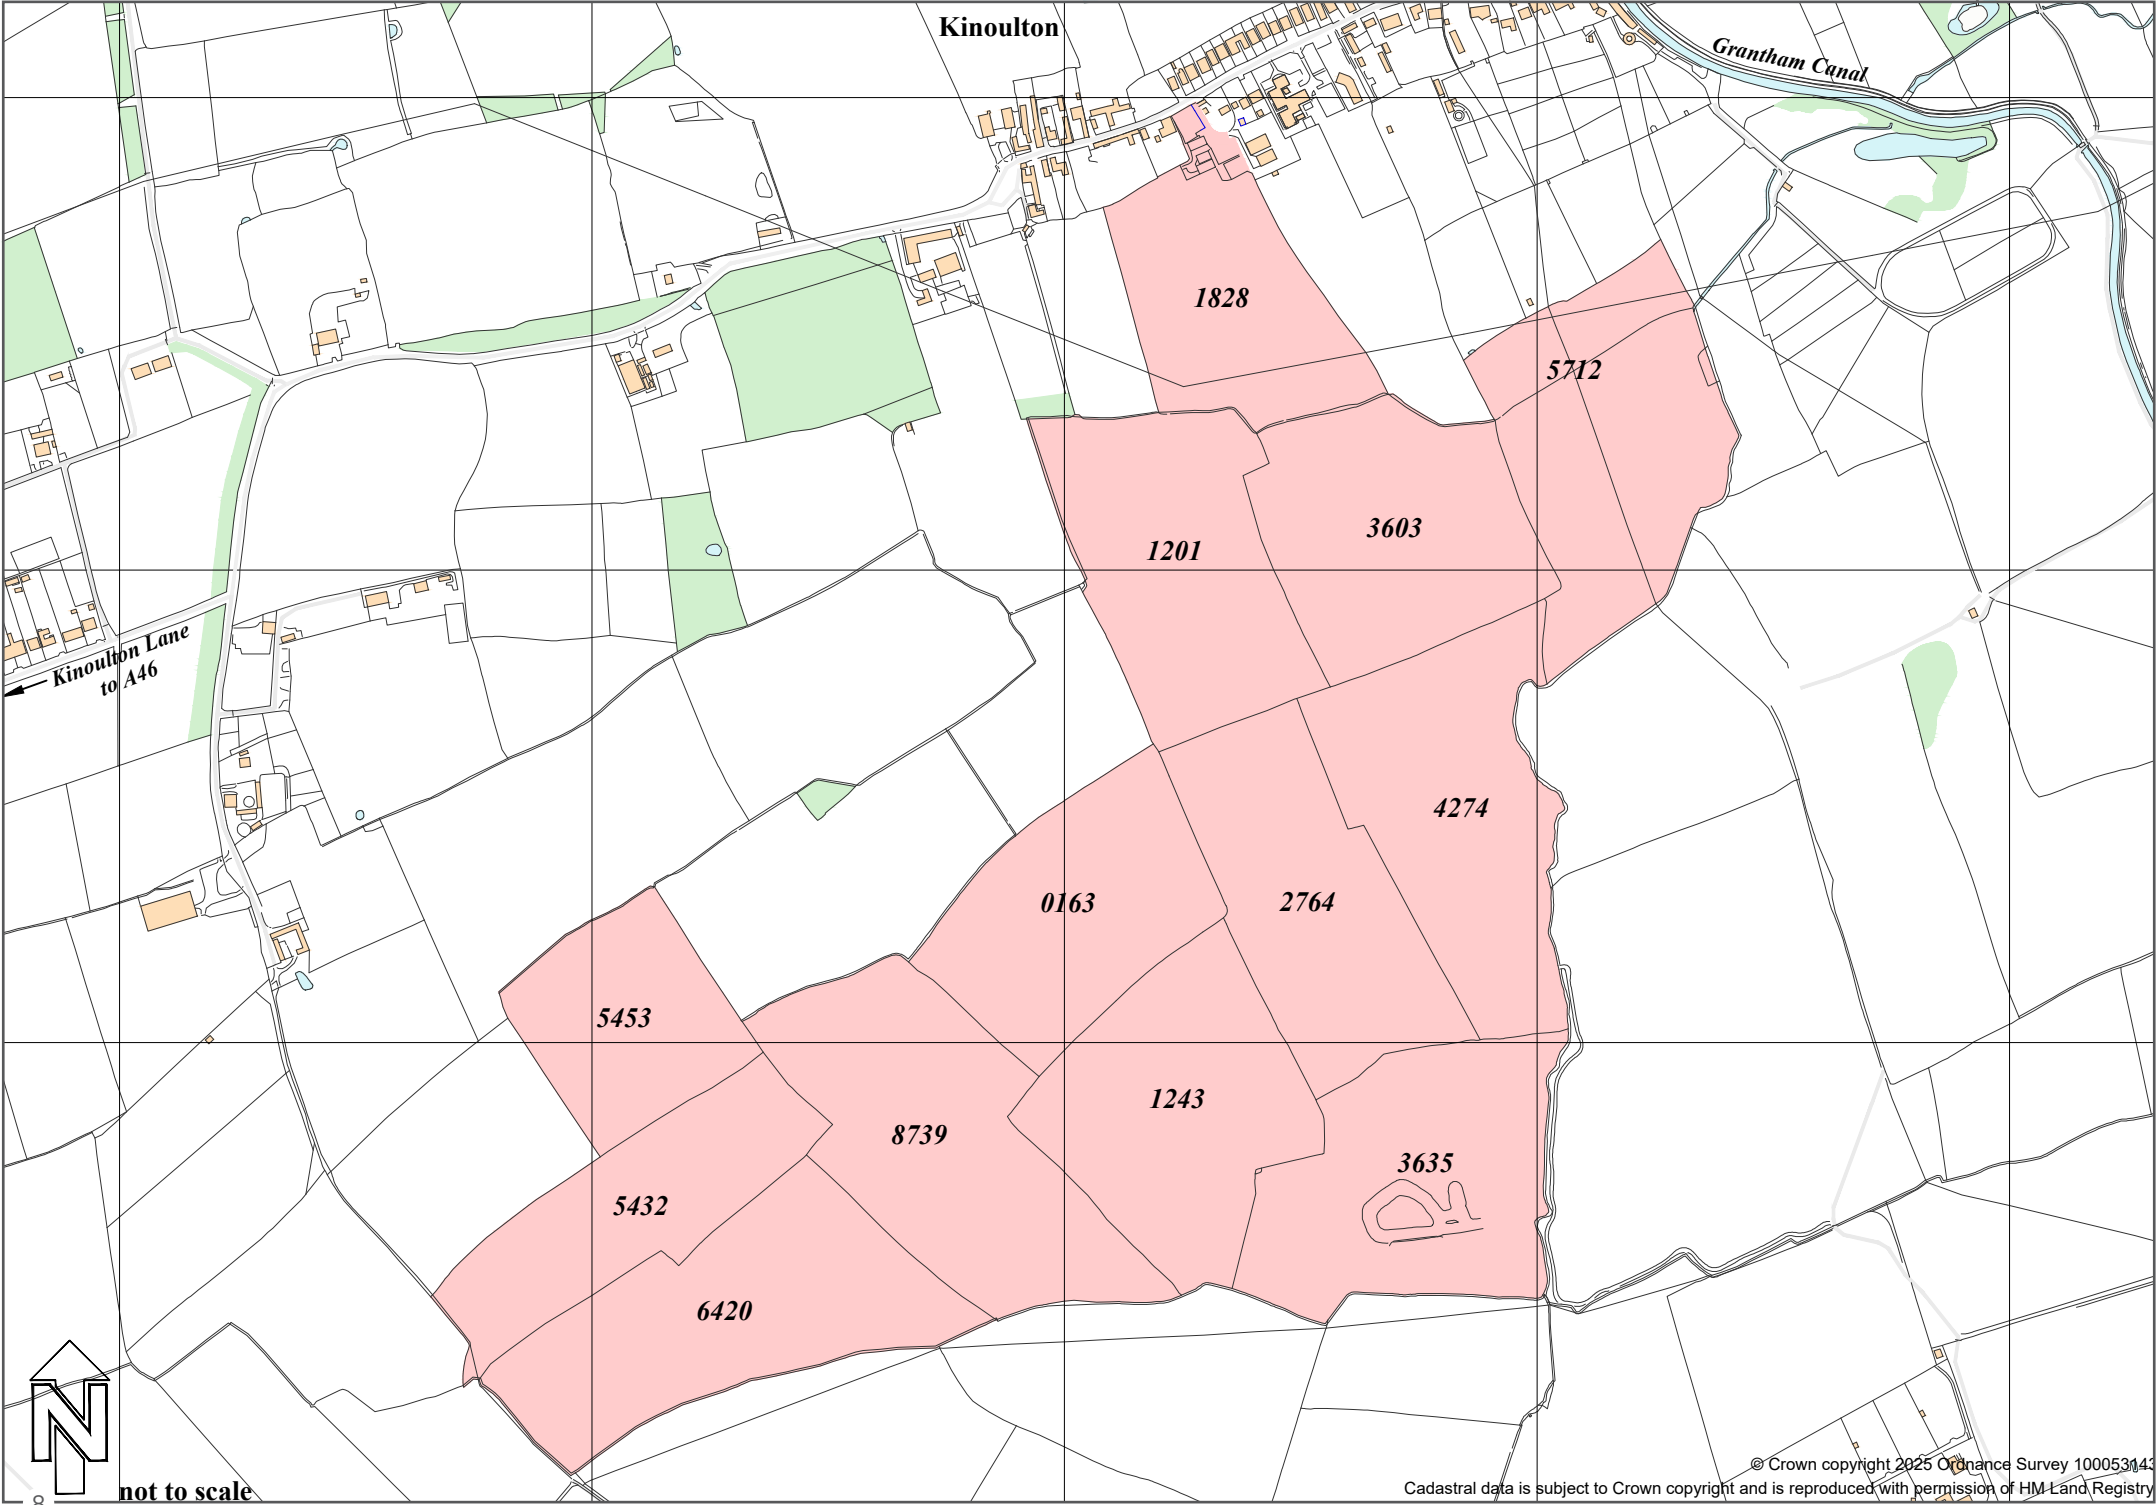 Kinoulton
Grantham Canal
1828
5712
3603
1201
Kinoulton Lane
to A46
4274
0163
2764
5453
1243
8739
3635
5432
6420
N
8
not to scale
© Crown copyright 2025 Ordnance Survey 100053143
Cadastral data is subject to Crown copyright and is reproduced with permission of HM Land Registry